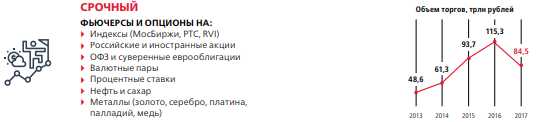 СРОЧНЫЙ
ФЬЮЧЕРСЫ И ОПЦИОНЫ НА:
Индексы (МосБиржи, РТС, RVI)
Российские и иностранные акции
ОФЗ и суверенные еврооблигации
Валютные пары
Процентные ставки
Нефть и сахар
Металлы (золото, серебро, платина,
палладий, медь)
Объем торгов, трлн рублей
48,6
61,3
93,7
115,3
84,5
2013 2014 2015 2016 2017